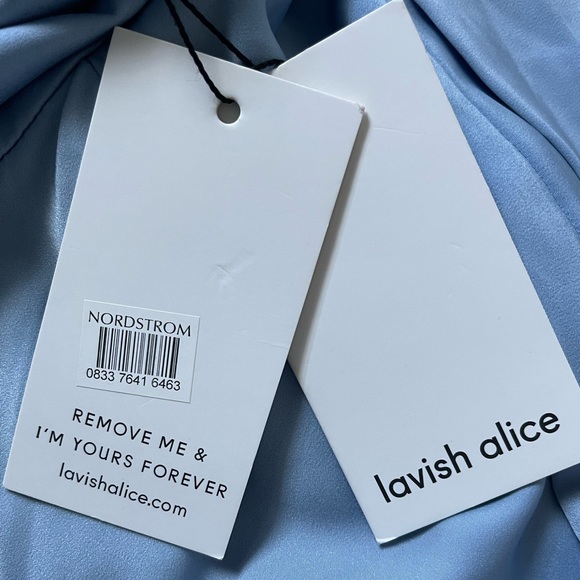 NORDSTROM
0833 7641 6463
REMOVE ME &
I'M YOURS FOREVER
lavishalice.com
lavish alice